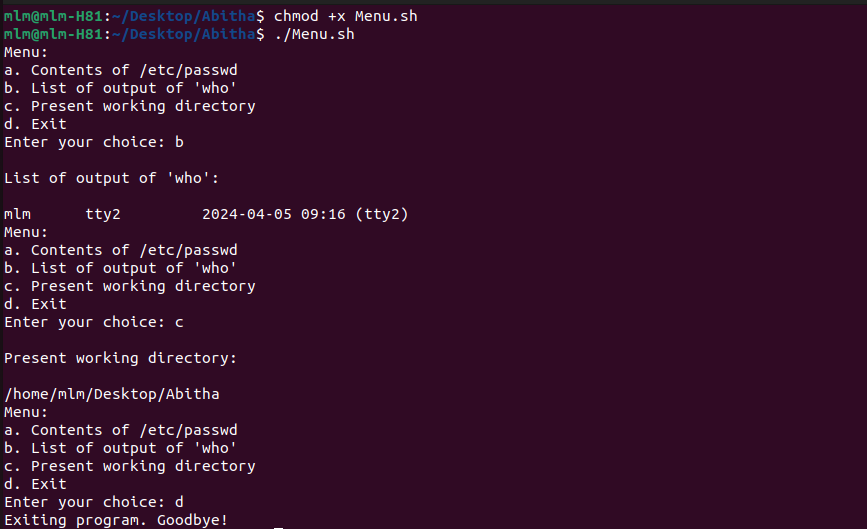 mlm@mlm-H81:~/Desktop/Abitha$ chmod +x Menu.sh
mlm@mlm-H81:~/Desktop/Abitha$ ./Menu.sh
Menu:
a. Contents of /etc/passwd
b. List of output of 'who'
c. Present working directory
d. Exit
Enter your choice: b
List of output of 'who':
mlm      tty2         2024-04-05 09:16 (tty2)
Menu:
a. Contents of /etc/passwd
b. List of output of 'who'
c. Present working directory
d. Exit
Enter your choice: c
Present working directory:
/home/mlm/Desktop/Abitha
Menu:
a. Contents of /etc/passwd
b. List of output of 'who'
c. Present working directory
d. Exit
Enter your choice: d
Exiting program. Goodbye!